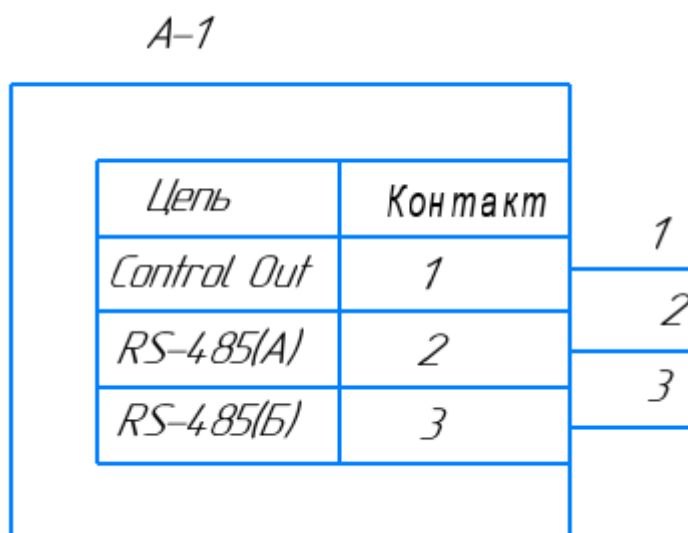 А-1
Цепь Контакт
Control Out 1
1
RS-485(А) 2
2
RS-485(Б) 3
3